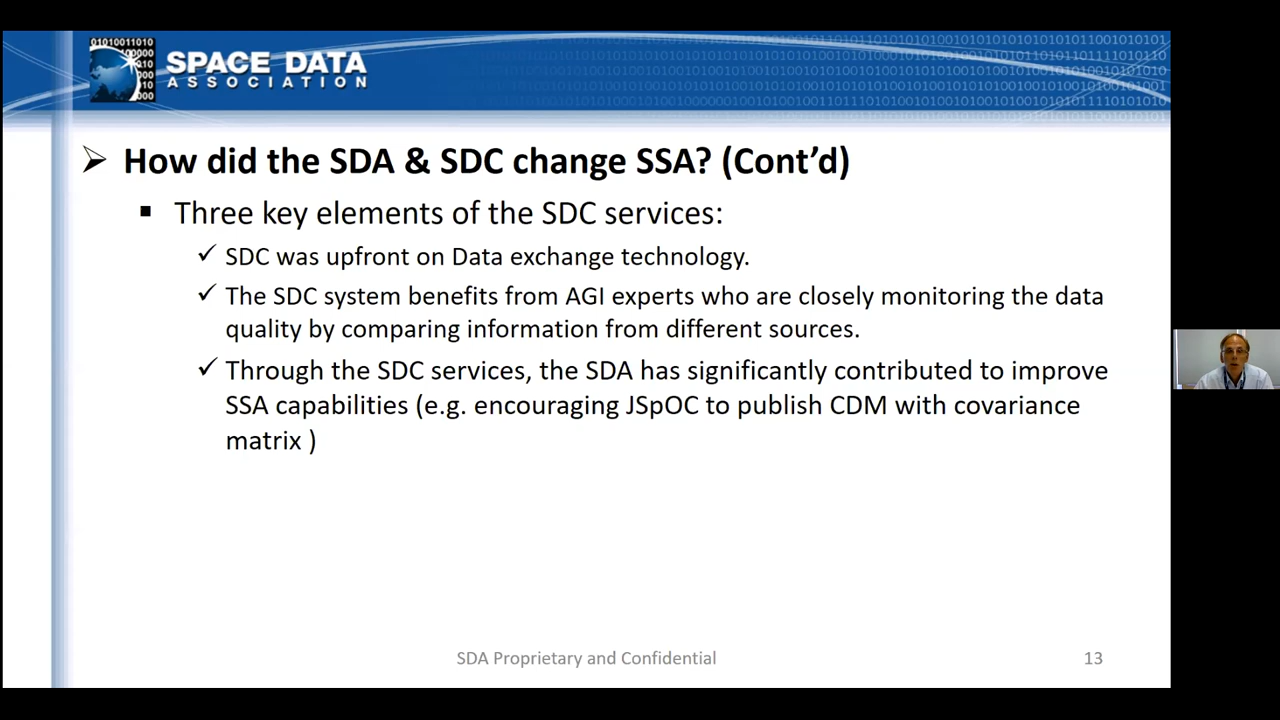 SPACE DATA
ASSOCIATION
➢ How did the SDA & SDC change SSA? (Cont’d)
▪ Three key elements of the SDC services:
✓ SDC was upfront on Data exchange technology.
✓ The SDC system benefits from AGI experts who are closely monitoring the data
quality by comparing information from different sources.
✓ Through the SDC services, the SDA has significantly contributed to improve
SSA capabilities (e.g. encouraging JSpOC to publish CDM with covariance
matrix )
SDA Proprietary and Confidential
13